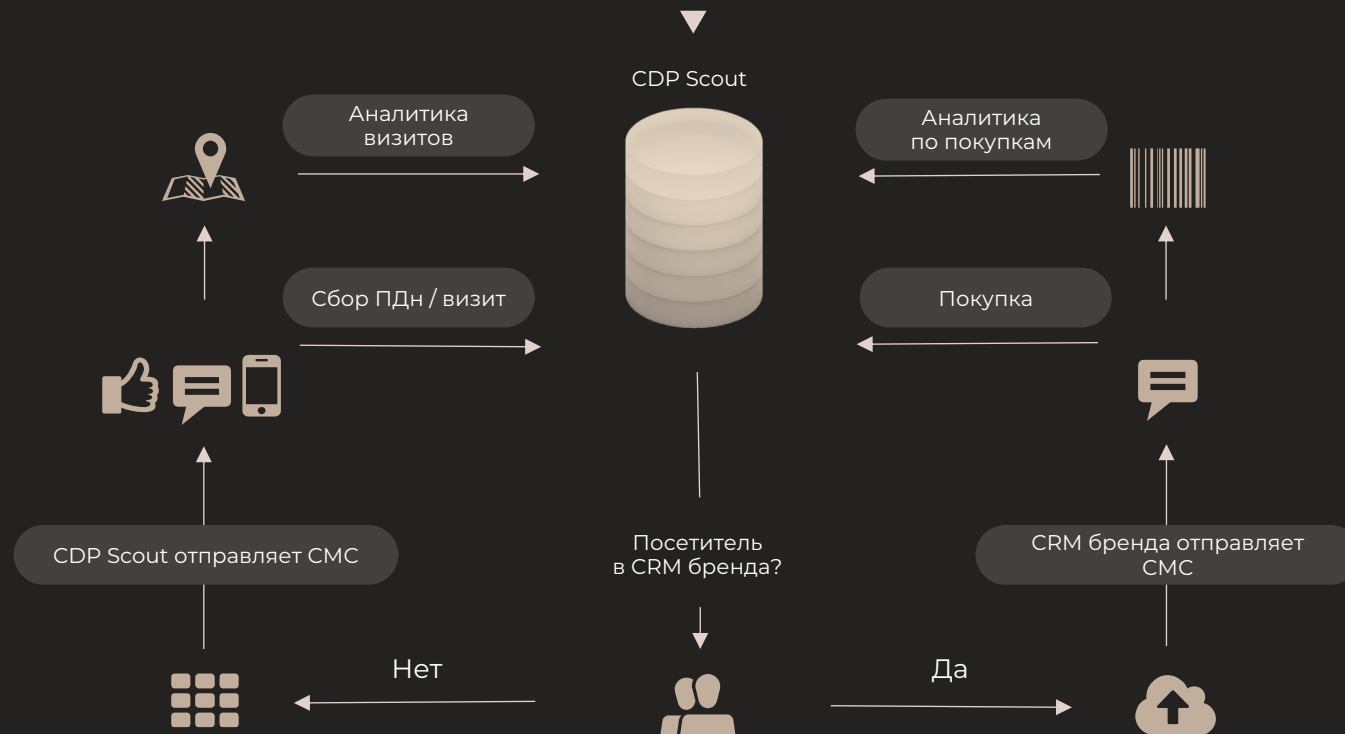 CDP Scout
Аналитика
визитов
Аналитика
по покупкам
Сбор ПДн / визит
Покупка
CDP Scout отправляет СМС
Посетитель
в CRM бренда?
CRM бренда отправляет
СМС
Нет
Да